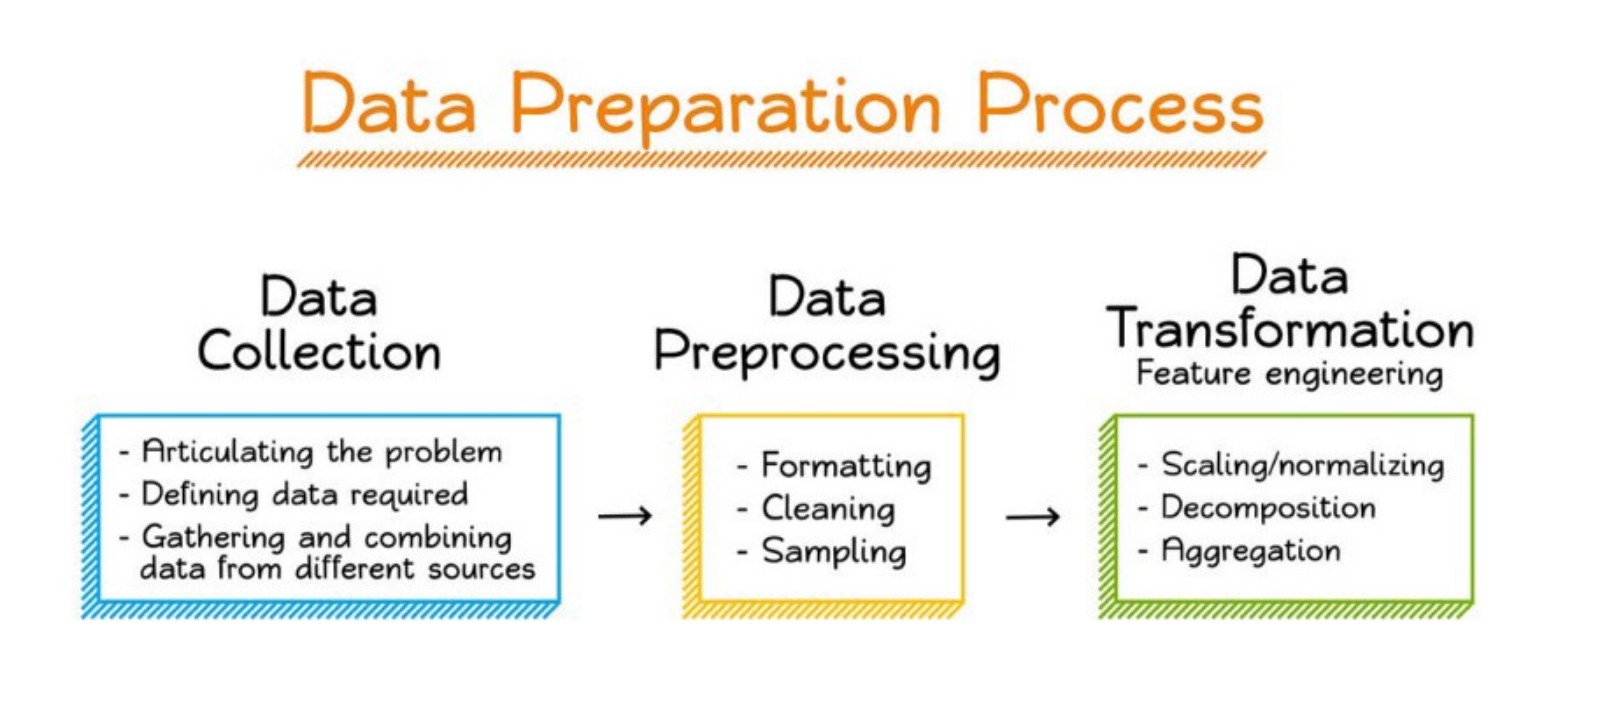 Data Preparation Process
Data
Collection
- Articulating the problem
- Defining data required
- Gathering and combining
data from different sources
Data
Preprocessing
- Formatting
- Cleaning
- Sampling
Data
Transformation
Feature engineering
- Scaling/normalizing
- Decomposition
- Aggregation